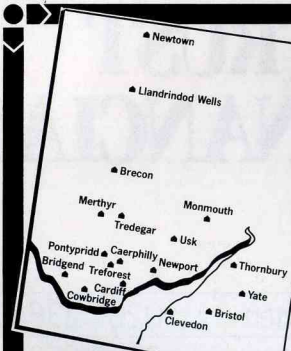 Newtown
Llandrindod Wells
Brecon
Merthyr
Monmouth
Tredegar
Usk
Pontypridd
Caerphilly
Newport
Thornbury
Bridgend
Treforest
Cardiff
Yate
Cowbridge
Clevedon
Bristol